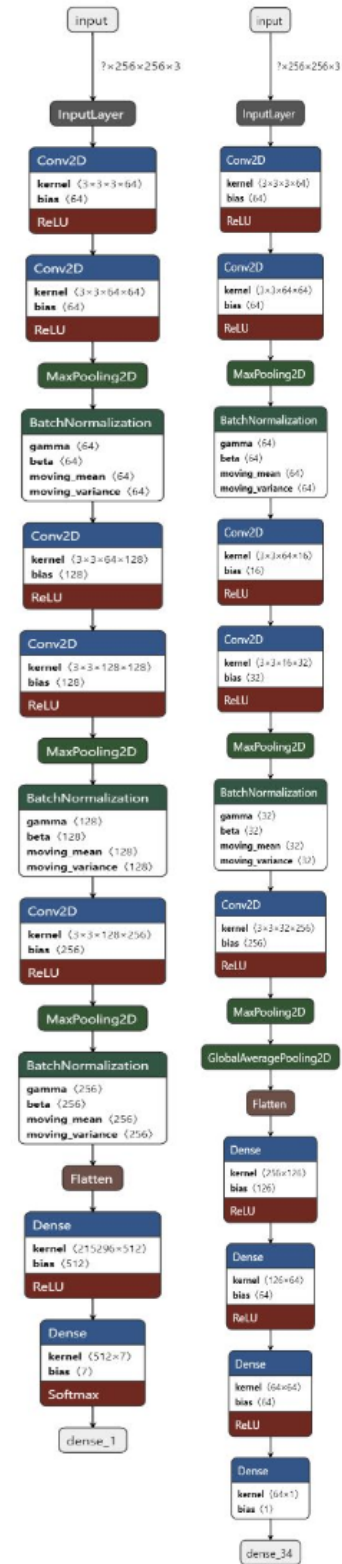 input
?×256×256×3
InputLayer
Conv2D
kernel ⟨3×3×3×64⟩
bias ⟨64⟩
ReLU
Conv2D
kernel ⟨3×3×64×64⟩
bias ⟨64⟩
ReLU
MaxPooling2D
BatchNormalization
gamma ⟨64⟩
beta ⟨64⟩
moving_mean ⟨64⟩
moving_variance ⟨64⟩
Conv2D
kernel ⟨3×3×64×128⟩
bias ⟨128⟩
ReLU
Conv2D
kernel ⟨3×3×128×128⟩
bias ⟨128⟩
ReLU
MaxPooling2D
BatchNormalization
gamma ⟨128⟩
beta ⟨128⟩
moving_mean ⟨128⟩
moving_variance ⟨128⟩
Conv2D
kernel ⟨3×3×128×256⟩
bias ⟨256⟩
ReLU
MaxPooling2D
BatchNormalization
gamma ⟨256⟩
beta ⟨256⟩
moving_mean ⟨256⟩
moving_variance ⟨256⟩
Flatten
Dense
kernel ⟨215296×512⟩
bias ⟨512⟩
ReLU
Dense
kernel ⟨512×7⟩
bias ⟨7⟩
Softmax
dense_1
input
?×256×256×3
InputLayer
Conv2D
kernel ⟨3×3×3×64⟩
bias ⟨64⟩
ReLU
Conv2D
kernel ⟨3×3×64×64⟩
bias ⟨64⟩
ReLU
MaxPooling2D
BatchNormalization
gamma ⟨64⟩
beta ⟨64⟩
moving_mean ⟨64⟩
moving_variance ⟨64⟩
Conv2D
kernel ⟨3×3×64×16⟩
bias ⟨16⟩
ReLU
Conv2D
kernel ⟨3×3×16×32⟩
bias ⟨32⟩
ReLU
MaxPooling2D
BatchNormalization
gamma ⟨32⟩
beta ⟨32⟩
moving_mean ⟨32⟩
moving_variance ⟨32⟩
Conv2D
kernel ⟨3×3×32×256⟩
bias ⟨256⟩
ReLU
MaxPooling2D
GlobalAveragePooling2D
Flatten
Dense
kernel ⟨256×126⟩
bias ⟨126⟩
ReLU
Dense
kernel ⟨126×64⟩
bias ⟨64⟩
ReLU
Dense
kernel ⟨64×64⟩
bias ⟨64⟩
ReLU
Dense
kernel ⟨64×1⟩
bias ⟨1⟩
dense_34